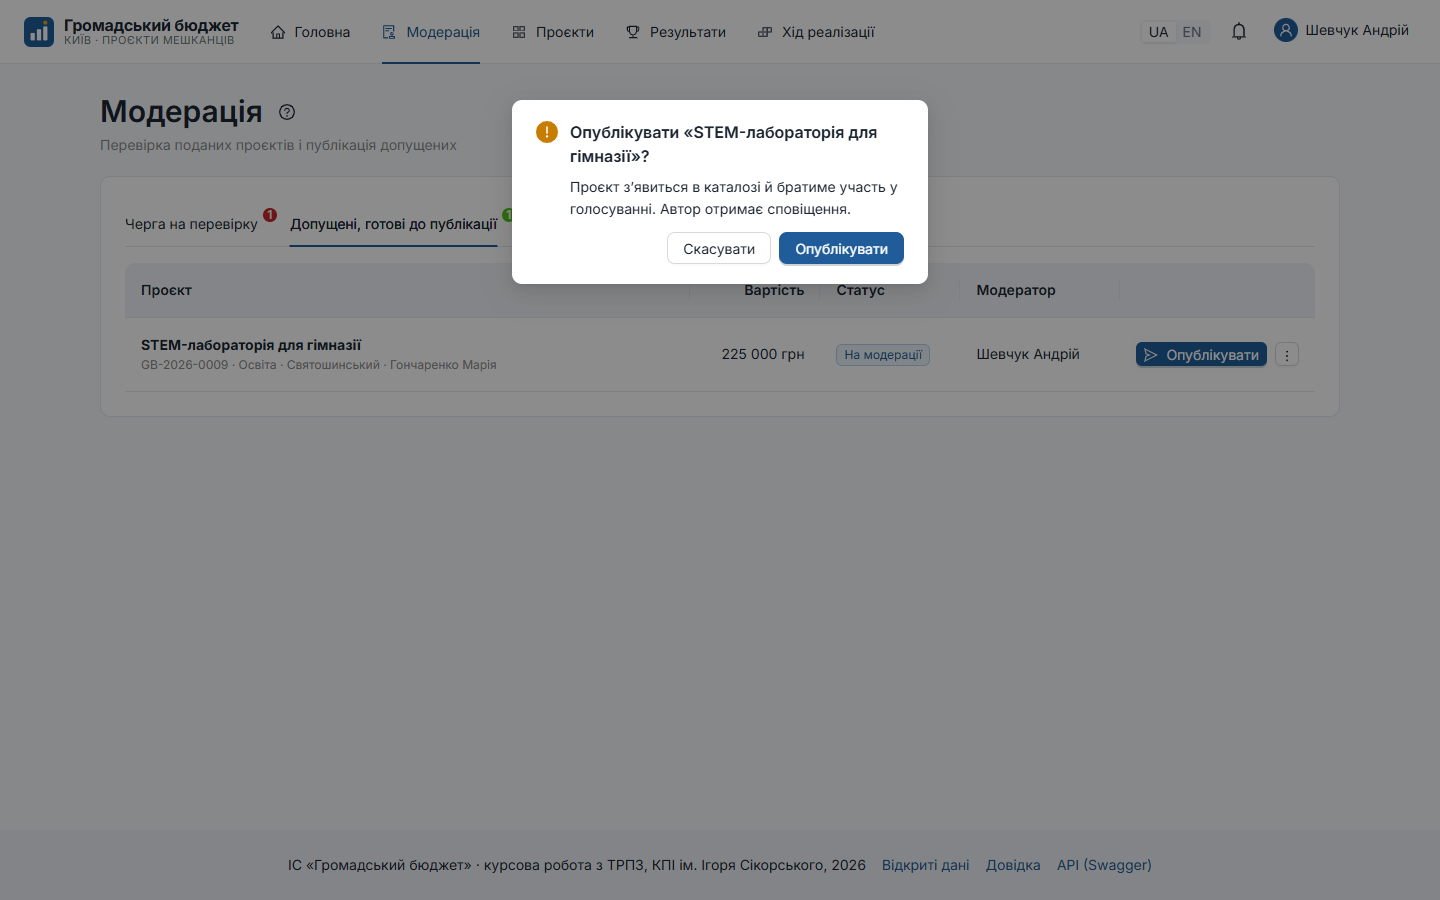 Громадський бюджет
КИЇВ · ПРОЄКТИ МЕШКАНЦІВ
Головна
Модерація
Проєкти
Результати
Хід реалізації
UA EN
Шевчук Андрій
Модерація
Перевірка поданих проєктів і публікація допущених
Опублікувати «STEM-лабораторія для
гімназії»?
Проєкт з’явиться в каталозі й братиме участь у
голосуванні. Автор отримає сповіщення.
Скасувати
Опублікувати
Черга на перевірку 1
Допущені, готові до публікації 1
Проєкт
Вартість
Статус
Модератор
STEM-лабораторія для гімназії
GB-2026-0009 · Освіта · Святошинський · Гончаренко Марія
225 000 грн
На модерації
Шевчук Андрій
Опублікувати
ІС «Громадський бюджет» · курсова робота з ТРПЗ, КПІ ім. Ігоря Сікорського, 2026
Відкриті дані
Довідка
API (Swagger)